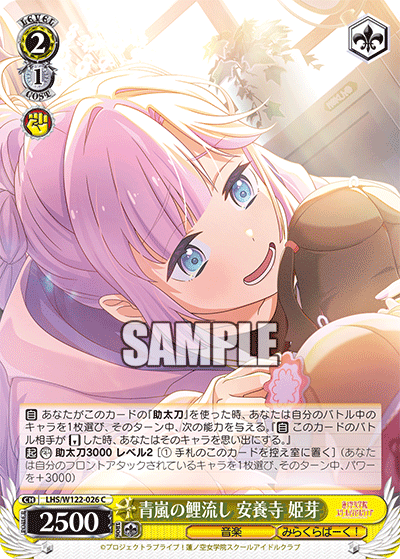 LEVEL
2
1
COST
SAMPLE
自 あなたがこのカードの『助太刀』を使った時、あなたは自分のバトル中の
キャラを1枚選び、そのターン中、次の能力を与える。『自 このカードのバ
トル相手が した時、あなたはそのキャラを思い出にする。』
起 助太刀3000 レベル2 [① 手札のこのカードを控え室に置く] (あなた
は自分のフロントアタックされているキャラを1枚選び、そのターン中、パワー
を+3000)
CH LHS/W122-026 C
青嵐の鯉流し 安養寺 姫芽
2500
音楽
みらくらぱーく!
©プロジェクトラブライブ!蓮ノ空女学院スクールアイドルクラブ